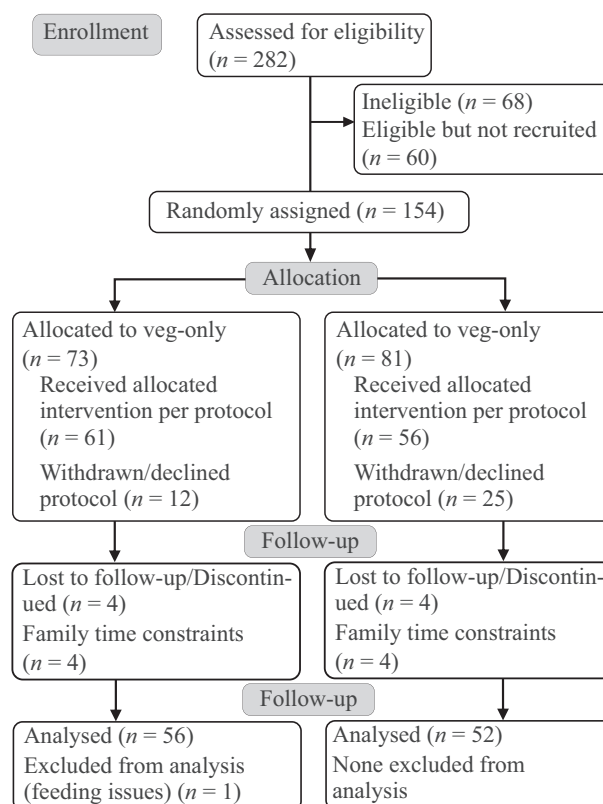 Enrollment
Assessed for eligibility
(n = 282)
Ineligible (n = 68)
Eligible but not recruited
(n = 60)
Randomly assigned (n = 154)
Allocation
Allocated to veg-only
(n = 73)
Received allocated
intervention per protocol
(n = 61)
Withdrawn/declined
protocol (n = 12)
Allocated to veg-only
(n = 81)
Received allocated
intervention per protocol
(n = 56)
Withdrawn/declined
protocol (n = 25)
Follow-up
Lost to follow-up/Discontin-
ued (n = 4)
Family time constraints
(n = 4)
Lost to follow-up/Discontin-
ued (n = 4)
Family time constraints
(n = 4)
Follow-up
Analysed (n = 56)
Excluded from analysis
(feeding issues) (n = 1)
Analysed (n = 52)
None excluded from
analysis